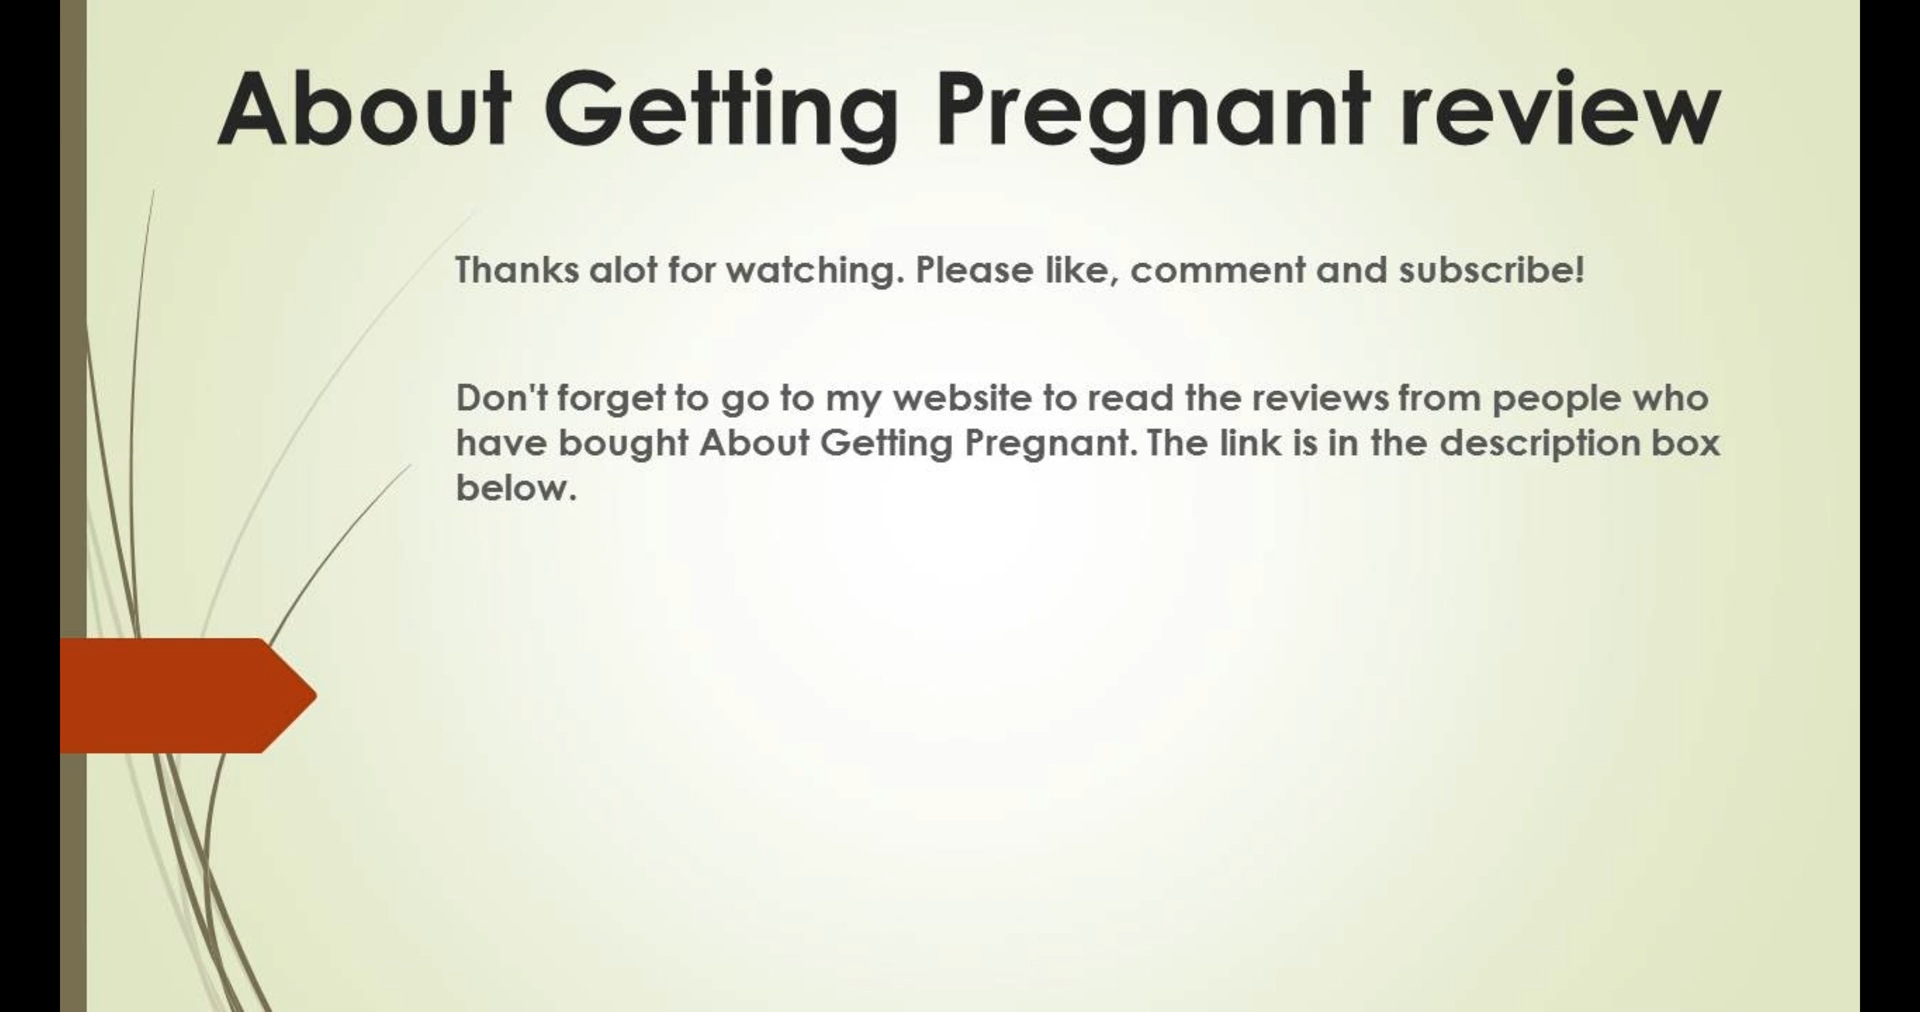 About Getting Pregnant review
Thanks alot for watching. Please like, comment and subscribe!
Don't forget to go to my website to read the reviews from people who
have bought About Getting Pregnant. The link is in the description box
below.